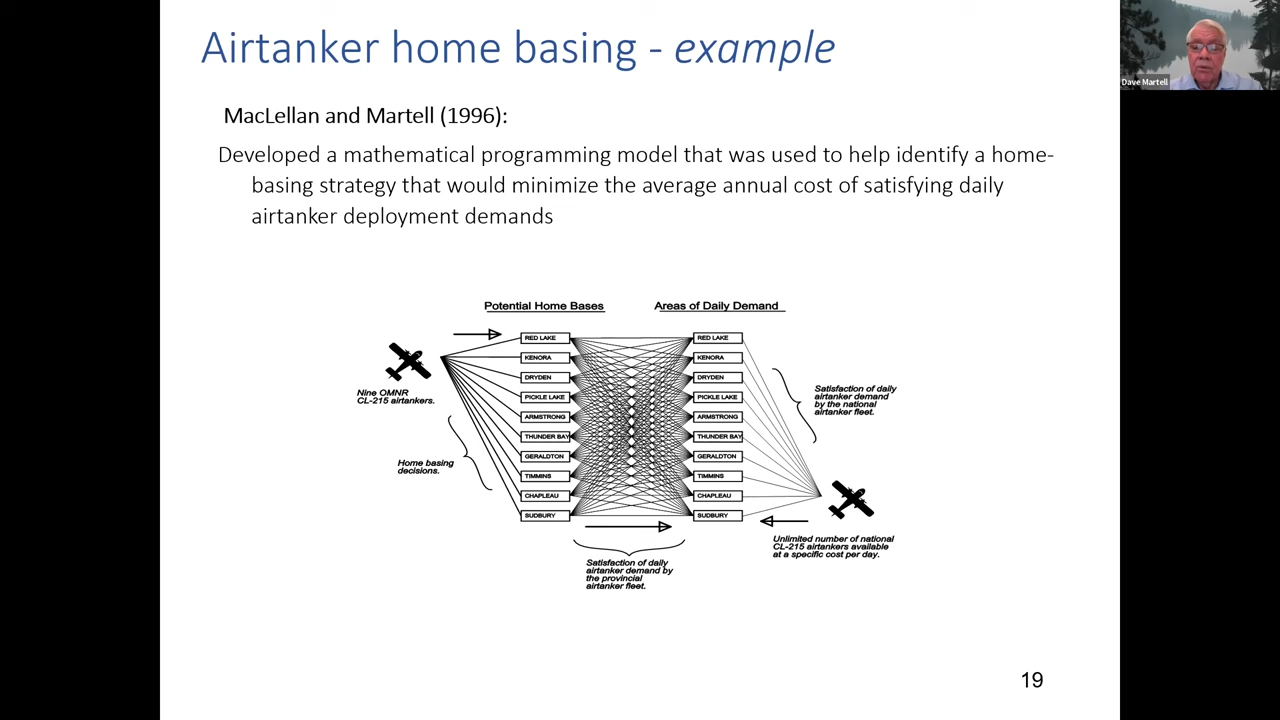 Airtanker home basing - example
Dave Martell
MacLellan and Martell (1996):
Developed a mathematical programming model that was used to help identify a home-
basing strategy that would minimize the average annual cost of satisfying daily
airtanker deployment demands
Potential Home Bases
Areas of Daily Demand
Nine OMNR
CL-215 airtankers.
Home basing
decisions.
RED LAKE
KENORA
DRYDEN
PICKLE LAKE
ARMSTRONG
THUNDER BAY
GERALDTON
TIMMINS
CHAPLEAU
SUDBURY
RED LAKE
KENORA
DRYDEN
PICKLE LAKE
ARMSTRONG
THUNDER BAY
GERALDTON
TIMMINS
CHAPLEAU
SUDBURY
Satisfaction of daily
airtanker demand
by the national
airtanker fleet.
Unlimited number of national
CL-215 airtankers available
at a specific cost per day.
Satisfaction of daily
airtanker demand by
the provincial
airtanker fleet.
19